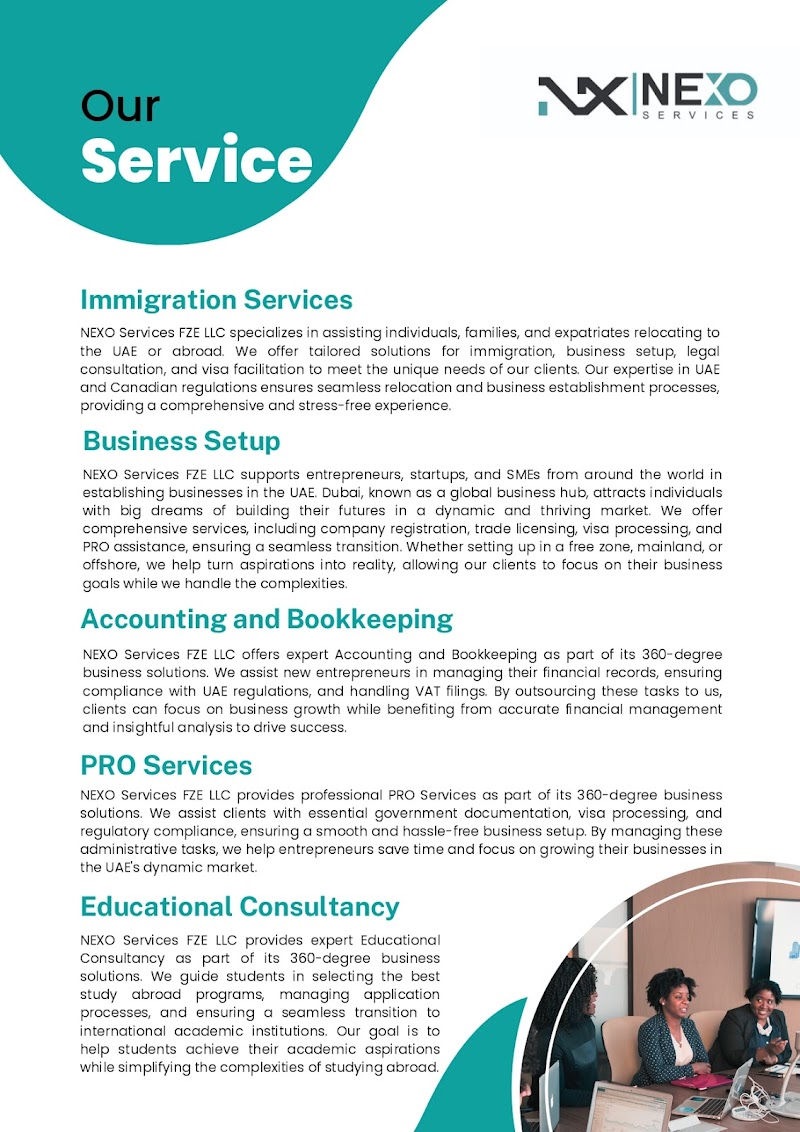 Our
Service
NX|NEXO
SERVICES
Immigration Services
NEXO Services FZE LLC specializes in assisting individuals, families, and expatriates relocating to
the UAE or abroad. We offer tailored solutions for immigration, business setup, legal
consultation, and visa facilitation to meet the unique needs of our clients. Our expertise in UAE
and Canadian regulations ensures seamless relocation and business establishment processes,
providing a comprehensive and stress-free experience.
Business Setup
NEXO Services FZE LLC supports entrepreneurs, startups, and SMEs from around the world in
establishing businesses in the UAE. Dubai, known as a global business hub, attracts individuals
with big dreams of building their futures in a dynamic and thriving market. We offer
comprehensive services, including company registration, trade licensing, visa processing, and
PRO assistance, ensuring a seamless transition. Whether setting up in a free zone, mainland, or
offshore, we help turn aspirations into reality, allowing our clients to focus on their business
goals while we handle the complexities.
Accounting and Bookkeeping
NEXO Services FZE LLC offers expert Accounting and Bookkeeping as part of its 360-degree
business solutions. We assist new entrepreneurs in managing their financial records, ensuring
compliance with UAE regulations, and handling VAT filings. By outsourcing these tasks to us,
clients can focus on business growth while benefiting from accurate financial management
and insightful analysis to drive success.
PRO Services
NEXO Services FZE LLC provides professional PRO Services as part of its 360-degree business
solutions. We assist clients with essential government documentation, visa processing, and
regulatory compliance, ensuring a smooth and hassle-free business setup. By managing these
administrative tasks, we help entrepreneurs save time and focus on growing their businesses in
the UAE's dynamic market.
Educational Consultancy
NEXO Services FZE LLC provides expert Educational
Consultancy as part of its 360-degree business
solutions. We guide students in selecting the best
study abroad programs, managing application
processes, and ensuring a seamless transition to
international academic institutions. Our goal is to
help students achieve their academic aspirations
while simplifying the complexities of studying abroad.